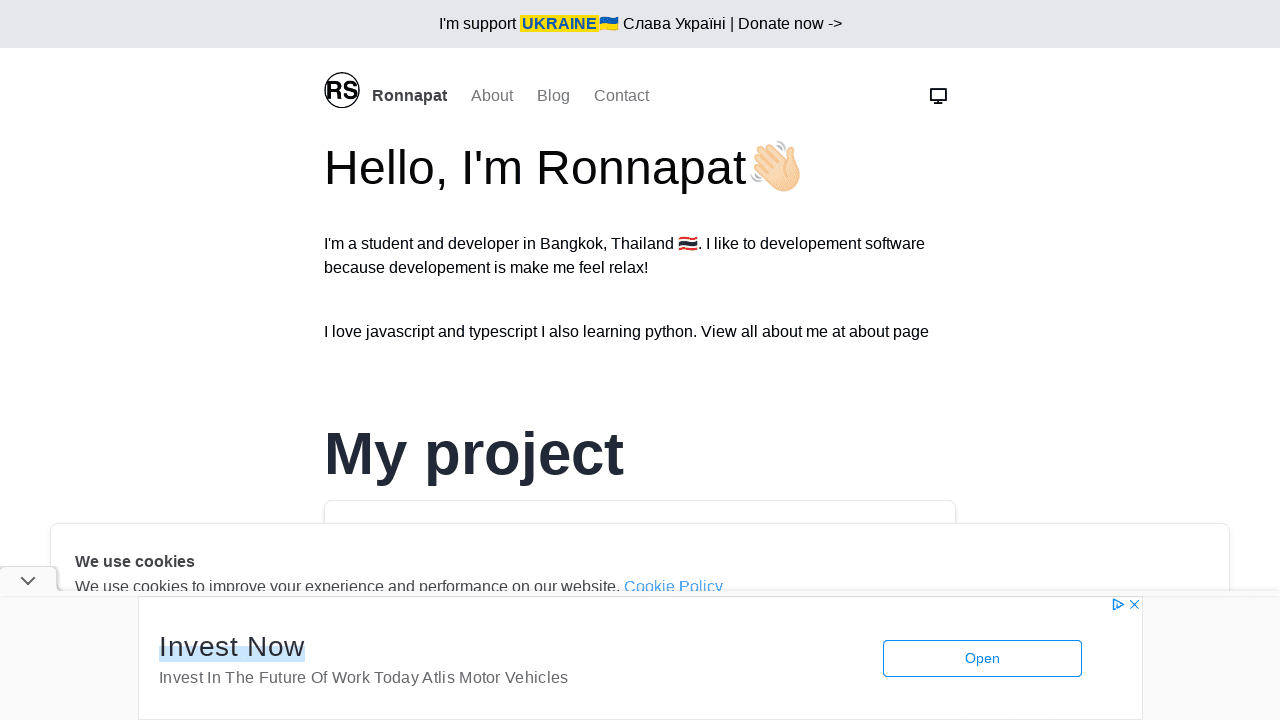 I'm support UKRAINE🇺🇦 Слава Україні | Donate now ->
RS Ronnapat About Blog Contact
Hello, I'm Ronnapat👋🏻
I'm a student and developer in Bangkok, Thailand 🇹🇭. I like to developement software
because developement is make me feel relax!
I love javascript and typescript I also learning python. View all about me at about page
My project
We use cookies
We use cookies to improve your experience and performance on our website. Cookie Policy
Invest Now
Invest In The Future Of Work Today Atlis Motor Vehicles
Open